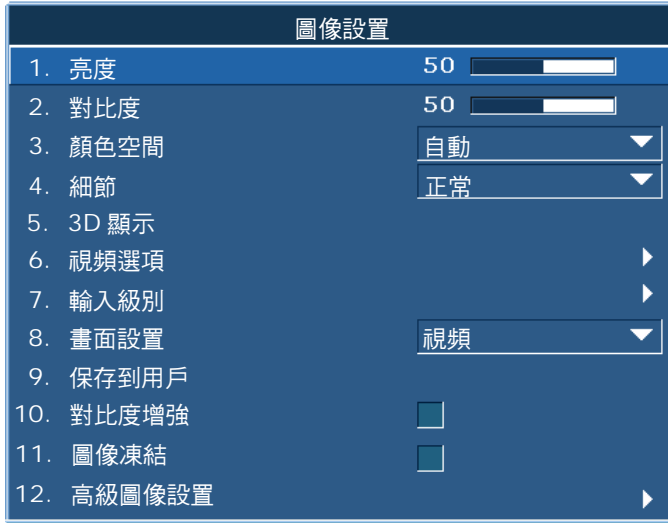 圖像設置
1. 亮度 50
2. 對比度 50
3. 顏色空間 自動
4. 細節 正常
5. 3D 顯示
6. 視頻選項
7. 輸入級別
8. 畫面設置 視頻
9. 保存到用戶
10. 對比度增強
11. 圖像凍結
12. 高級圖像設置